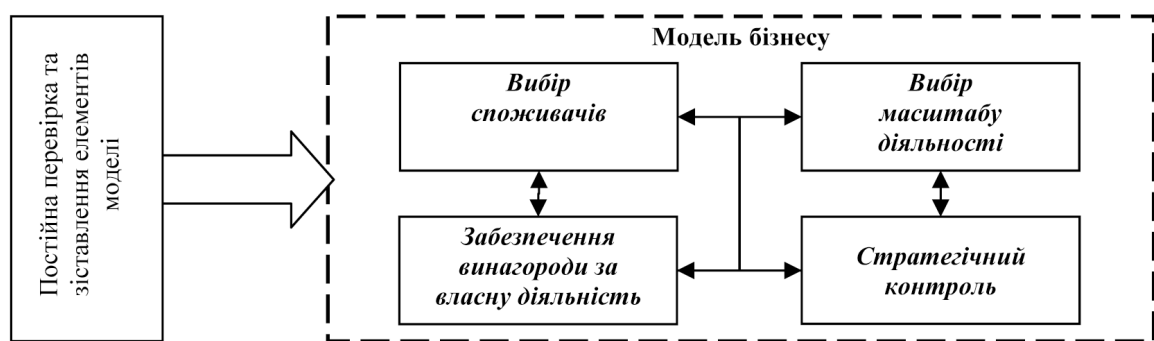 Постійна перевірка та
зіставлення елементів
моделі
Модель бізнесу
Вибір
споживачів
Вибір
масштабу
діяльності
Забезпечення
винагороди за
власну діяльність
Стратегічний
контроль